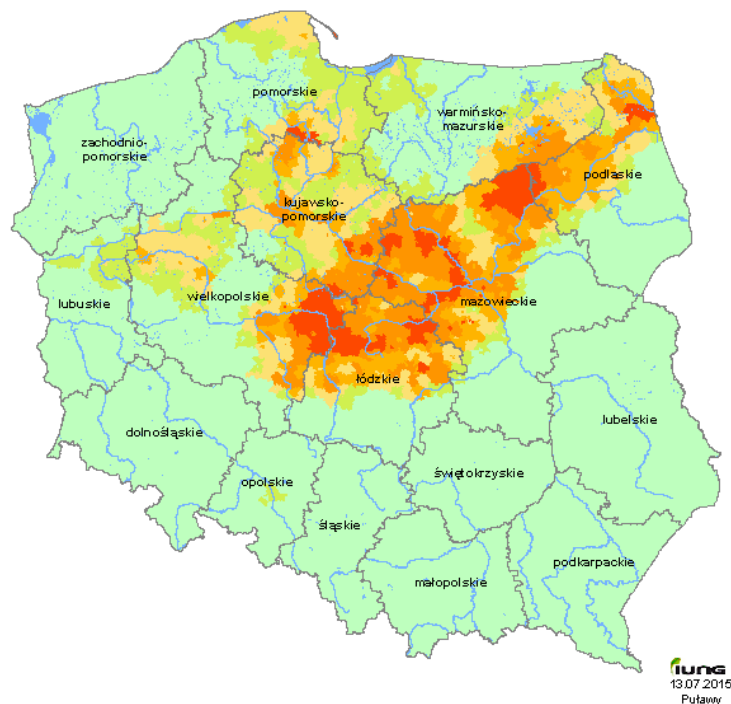 pomorskie
warmińsko-
mazurskie
zachodnio-
pomorskie
podlaskie
kujawsko-
pomorskie
lubuskie
wielkopolskie
mazowieckie
łódzkie
lubelskie
dolnośląskie
opolskie
świętokrzyskie
śląskie
podkarpackie
małopolskie
iung
13.07.2015
Puławy